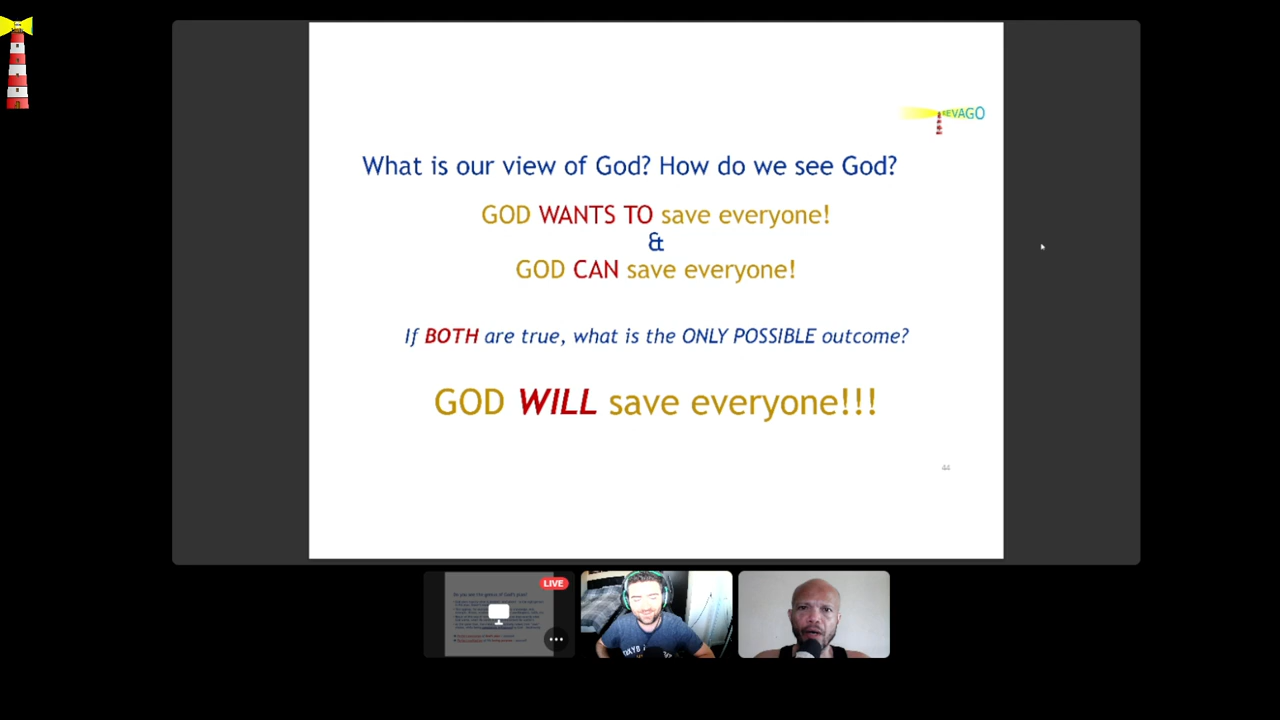 EVAGO
What is our view of God? How do we see God?
GOD WANTS TO save everyone!
&
GOD CAN save everyone!
If BOTH are true, what is the ONLY POSSIBLE outcome?
GOD WILL save everyone!!!
44
LIVE